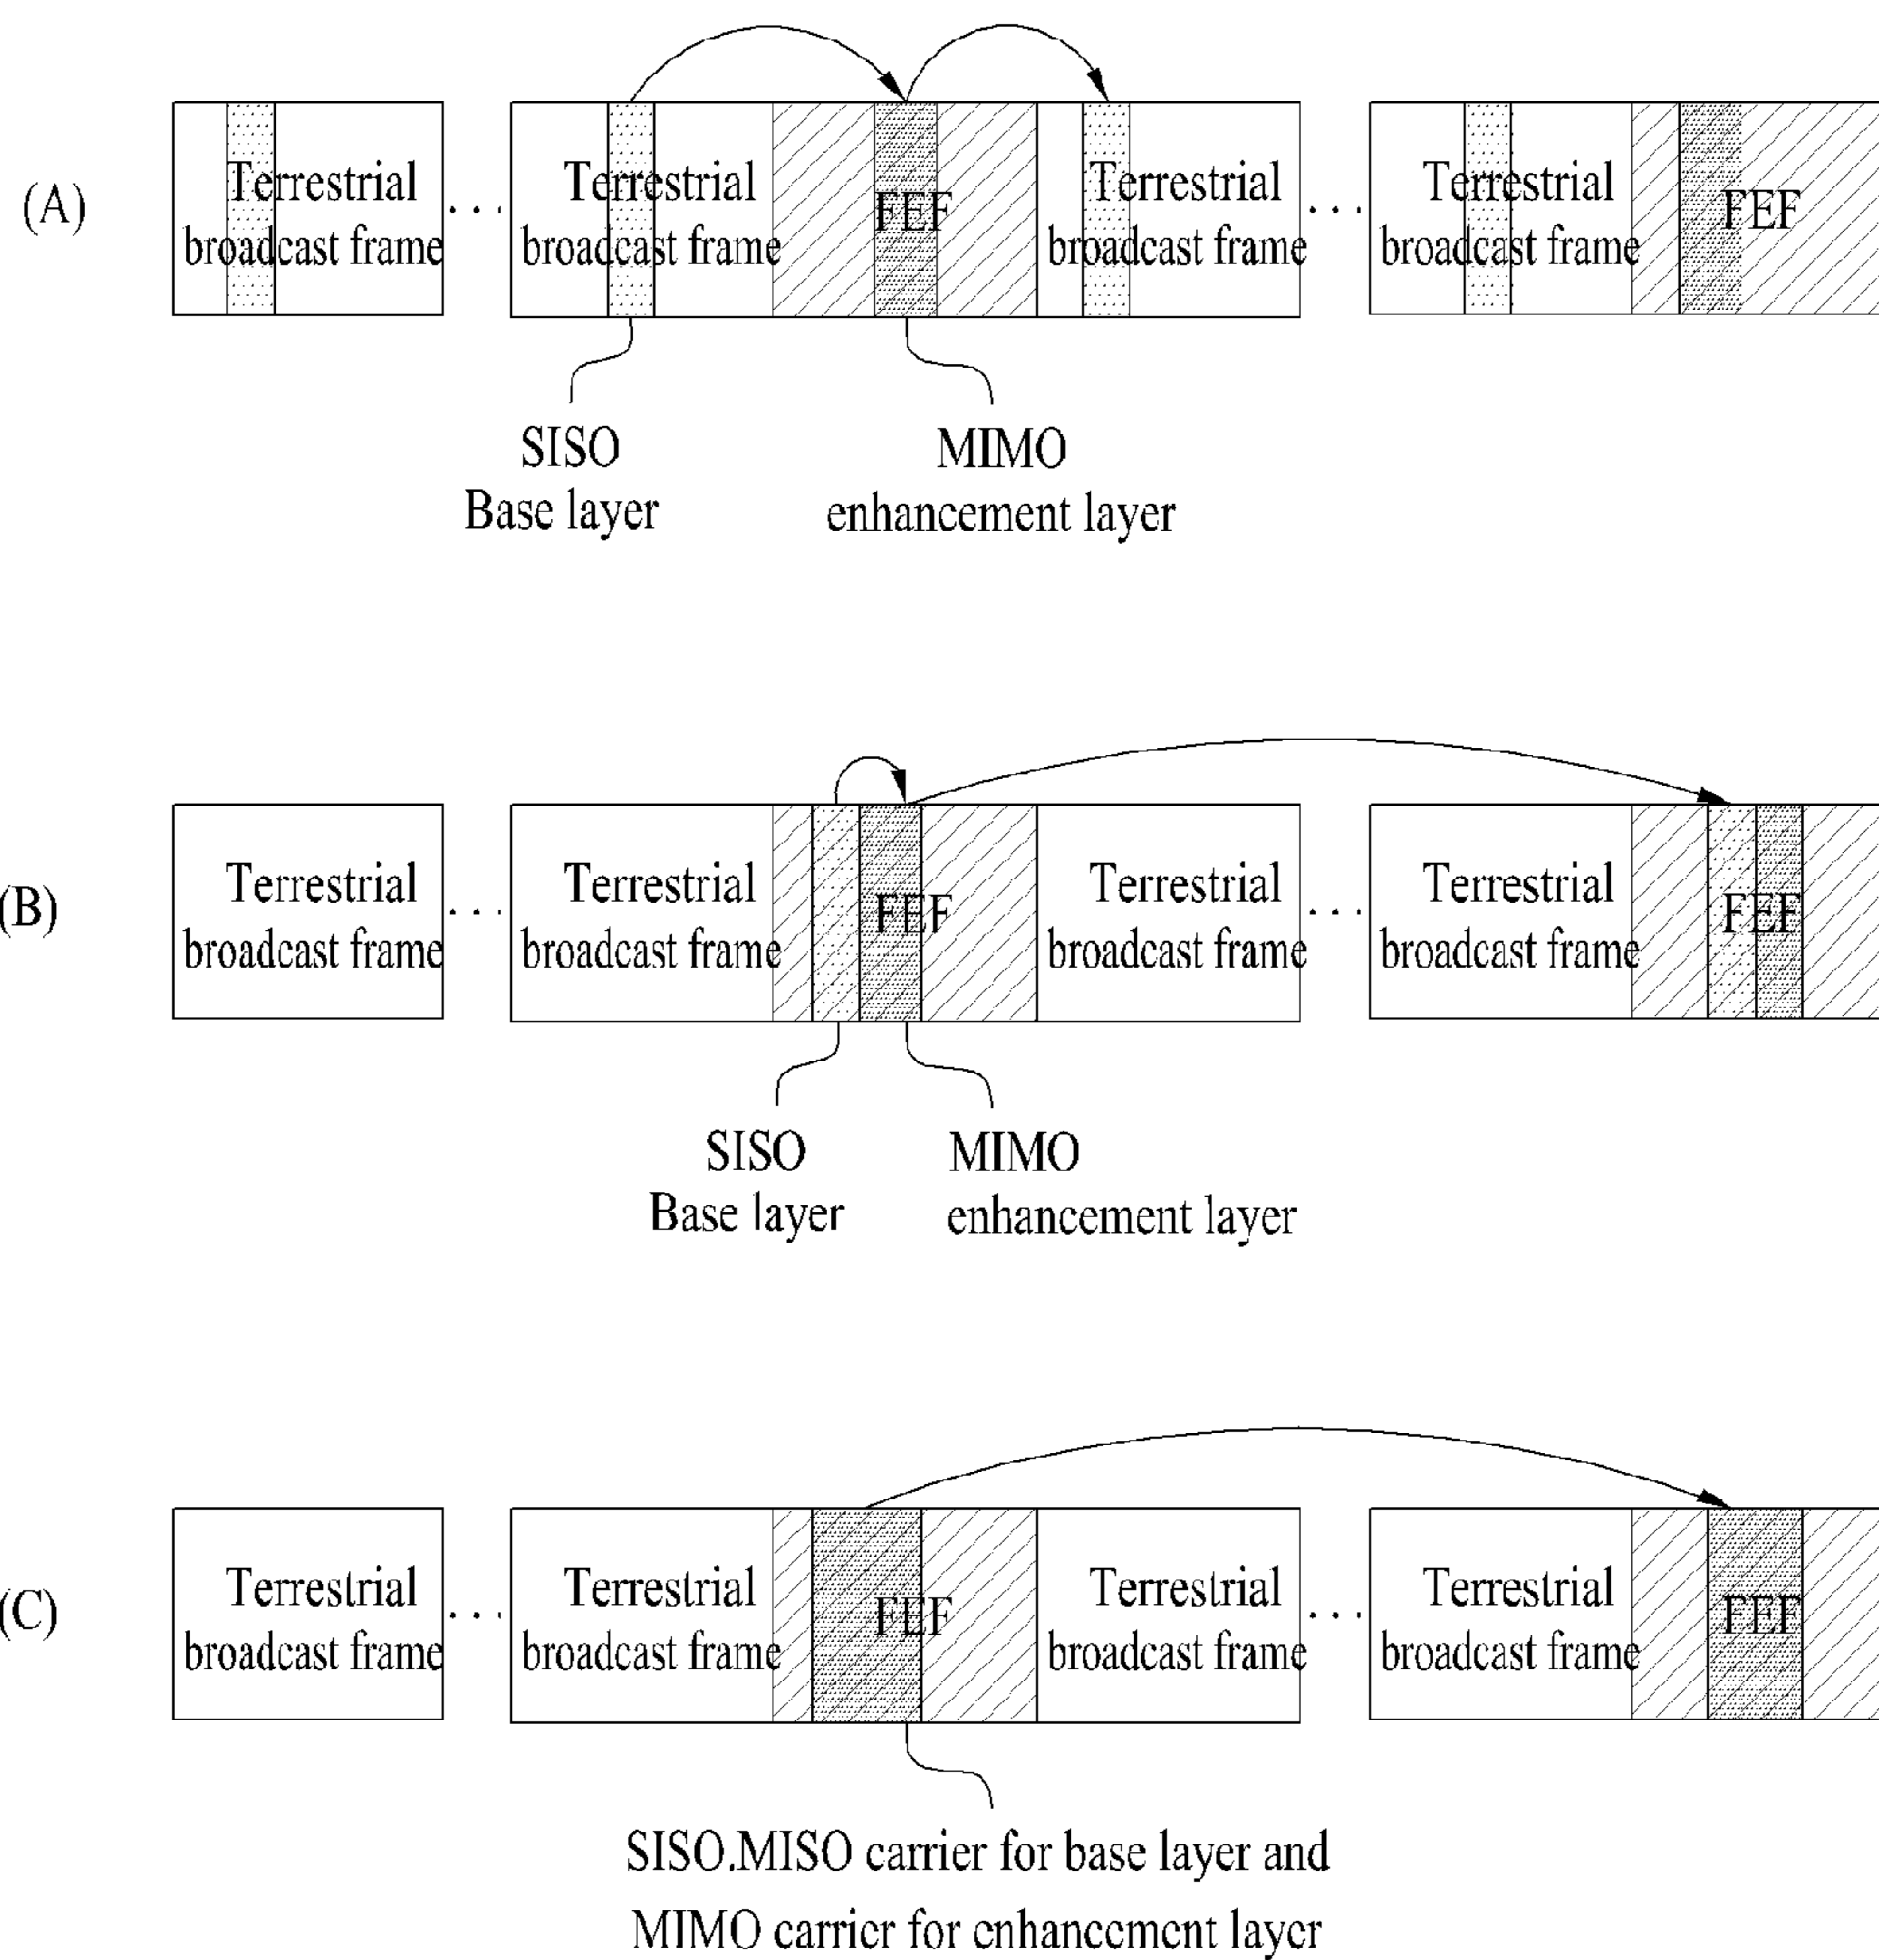 (A)
Terrestrial
broadcast frame
. . .
Terrestrial
broadcast frame
FEF
Terrestrial
broadcast frame
. . .
Terrestrial
broadcast frame
FEF
SISO
Base layer
MIMO
enhancement layer
(B)
Terrestrial
broadcast frame
. . .
Terrestrial
broadcast frame
FEF
Terrestrial
broadcast frame
. . .
Terrestrial
broadcast frame
FEF
SISO
Base layer
MIMO
enhancement layer
(C)
Terrestrial
broadcast frame
. . .
Terrestrial
broadcast frame
FEF
Terrestrial
broadcast frame
. . .
Terrestrial
broadcast frame
FEF
SISO.MISO carrier for base layer and
MIMO carrier for enhancement layer